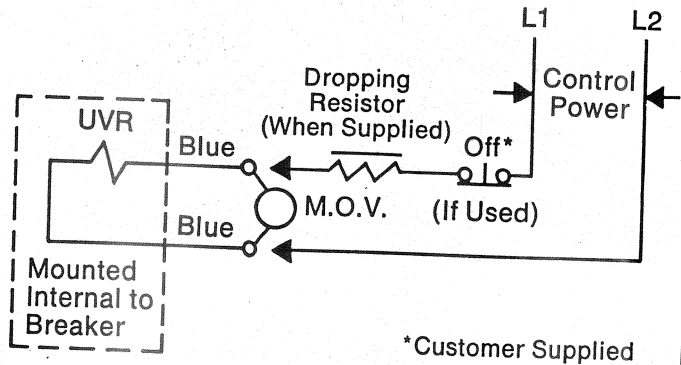 L1
L2
Control
Power
Dropping
Resistor
(When Supplied)
Off*
(If Used)
UVR
Blue
M.O.V.
Blue
Mounted
Internal to
Breaker
*Customer Supplied